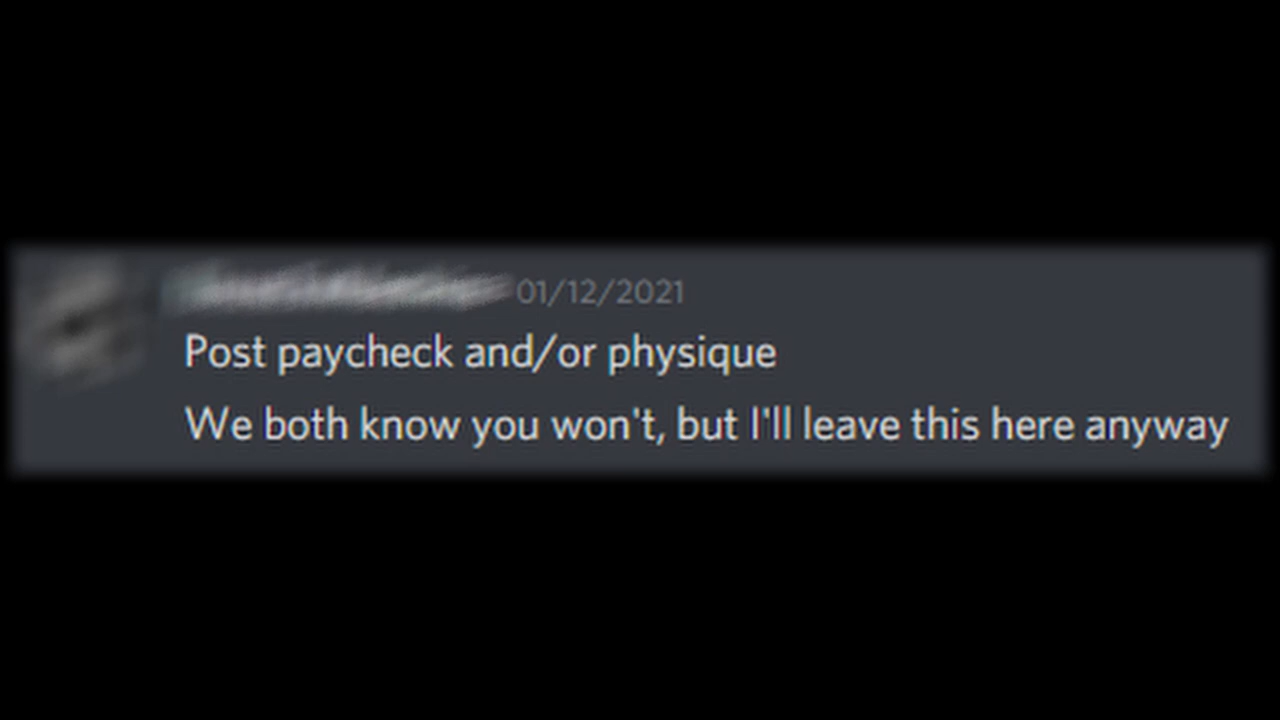 01/12/2021
Post paycheck and/or physique
We both know you won't, but I'll leave this here anyway